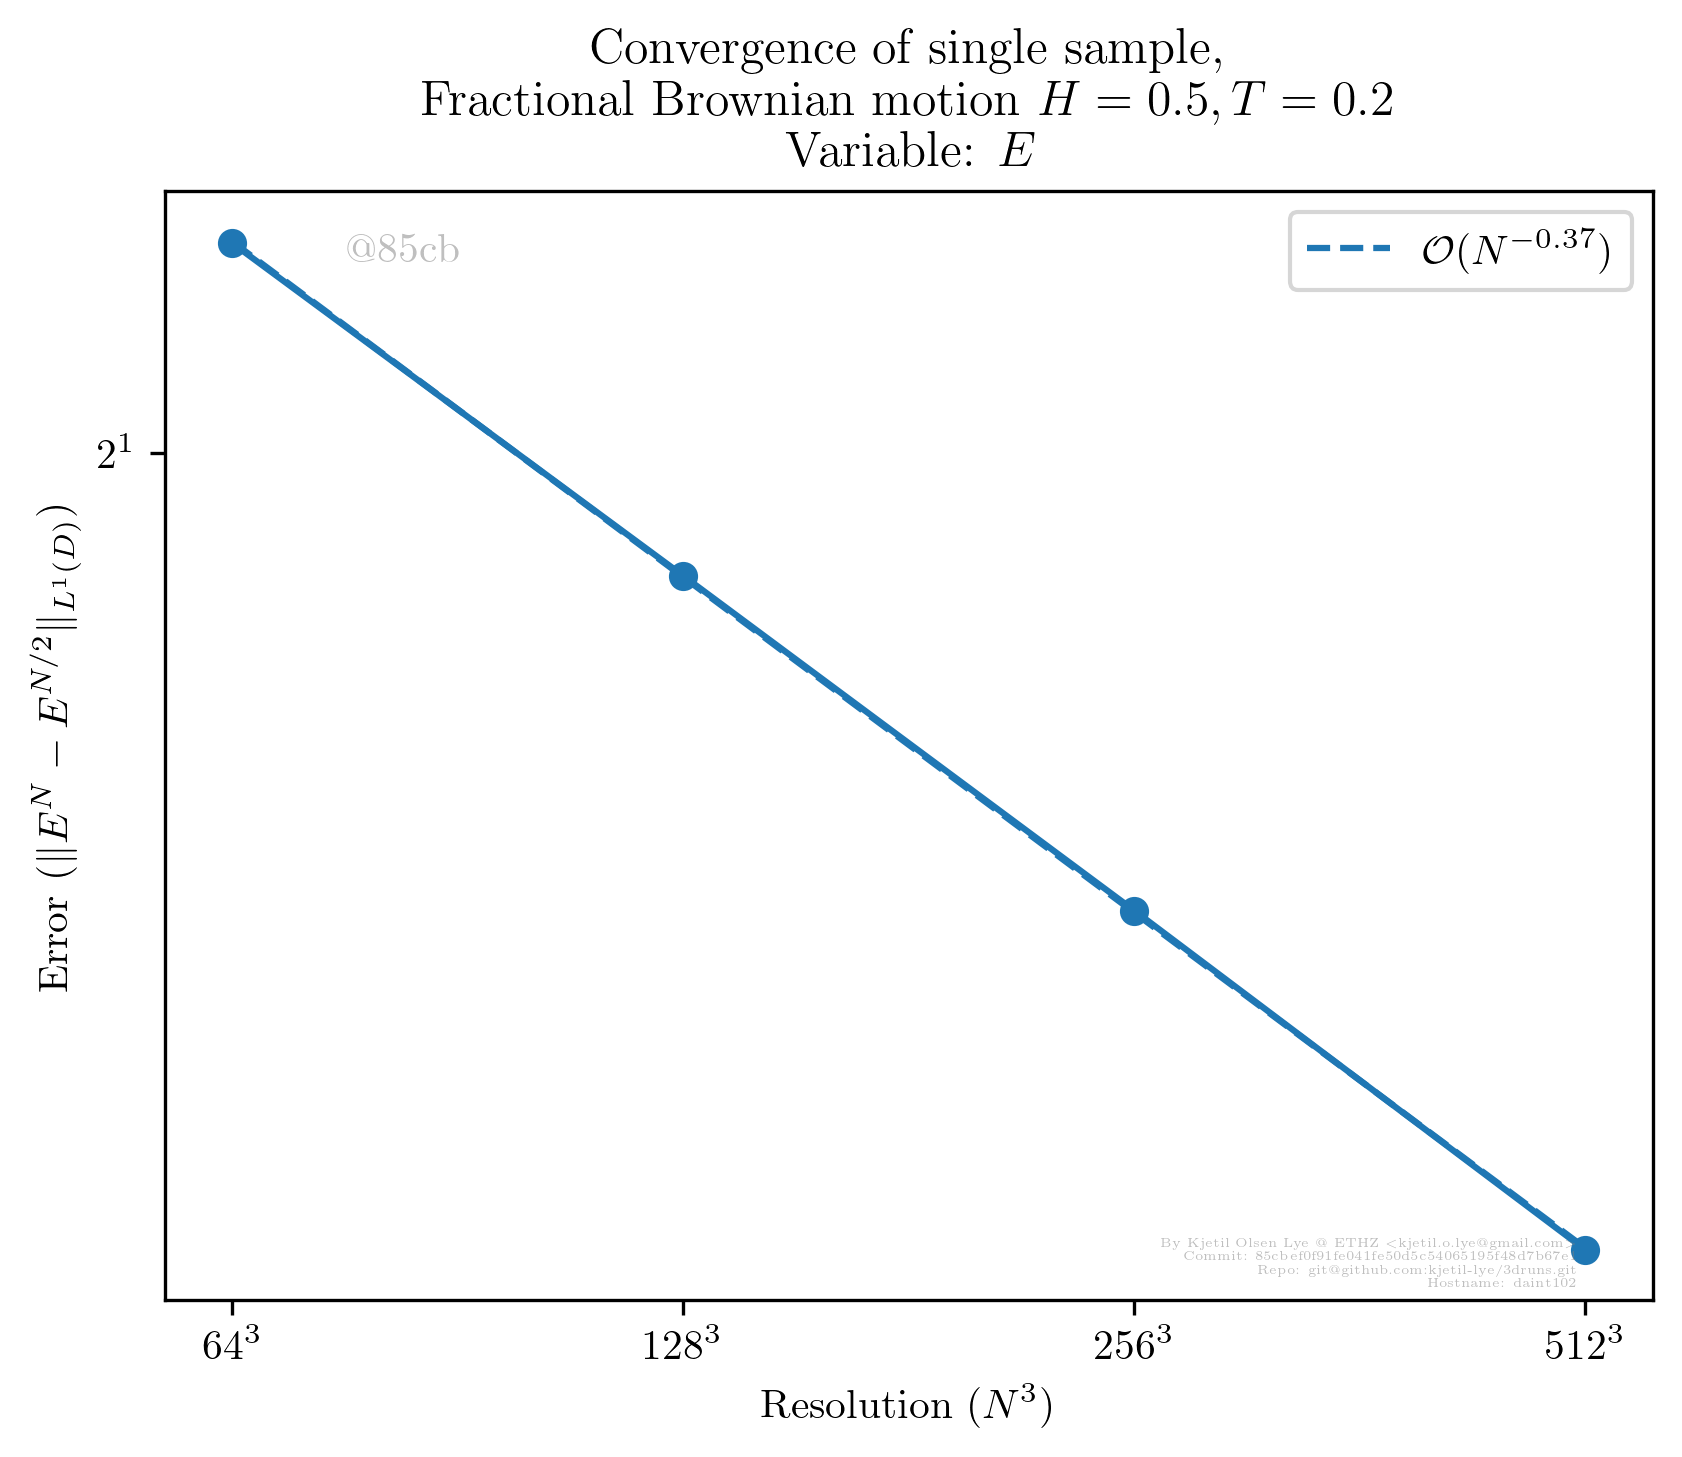 Convergence of single sample,
Fractional Brownian motion $H = 0.5, T = 0.2$
Variable: $E$
@85cb
$\mathcal{O}(N^{-0.37})$
$2^1$
Error ($\|E^N - E^{N/2}\|_{L^1(D)}$)
By Kjetil Olsen Lye @ ETHZ <kjetil.o.lye@gmail.com
Commit: 85cbef0f91fe041fe50d5c54065195f48d7b67e
Repo: git@github.com:kjetil-lye/3druns.git
Hostname: daint102
$64^3$ $128^3$ $256^3$ $512^3$
Resolution ($N^3$)